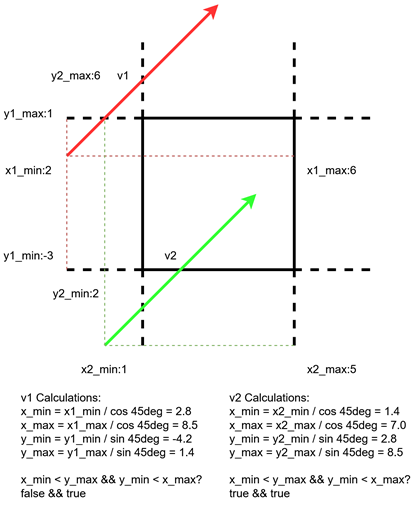 y2_max:6
v1
y1_max:1
x1_min:2
x1_max:6
v2
y1_min:-3
y2_min:2
x2_min:1
x2_max:5
v1 Calculations:
x_min = x1_min / cos 45deg = 2.8
x_max = x1_max / cos 45deg = 8.5
y_min = y1_min / sin 45deg = -4.2
y_max = y1_max / sin 45deg = 1.4
x_min < y_max && y_min < x_max?
false && true
v2 Calculations:
x_min = x2_min / cos 45deg = 1.4
x_max = x2_max / cos 45deg = 7.0
y_min = y2_min / sin 45deg = 2.8
y_max = y2_max / sin 45deg = 8.5
x_min < y_max && y_min < x_max?
true && true